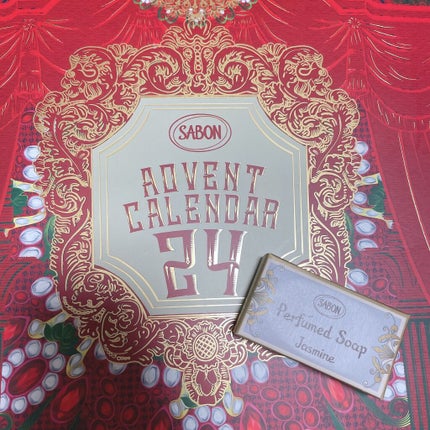 SABON
ADVENT
CALENDAR
24
SABON
Perfumed Soap
Jasmine